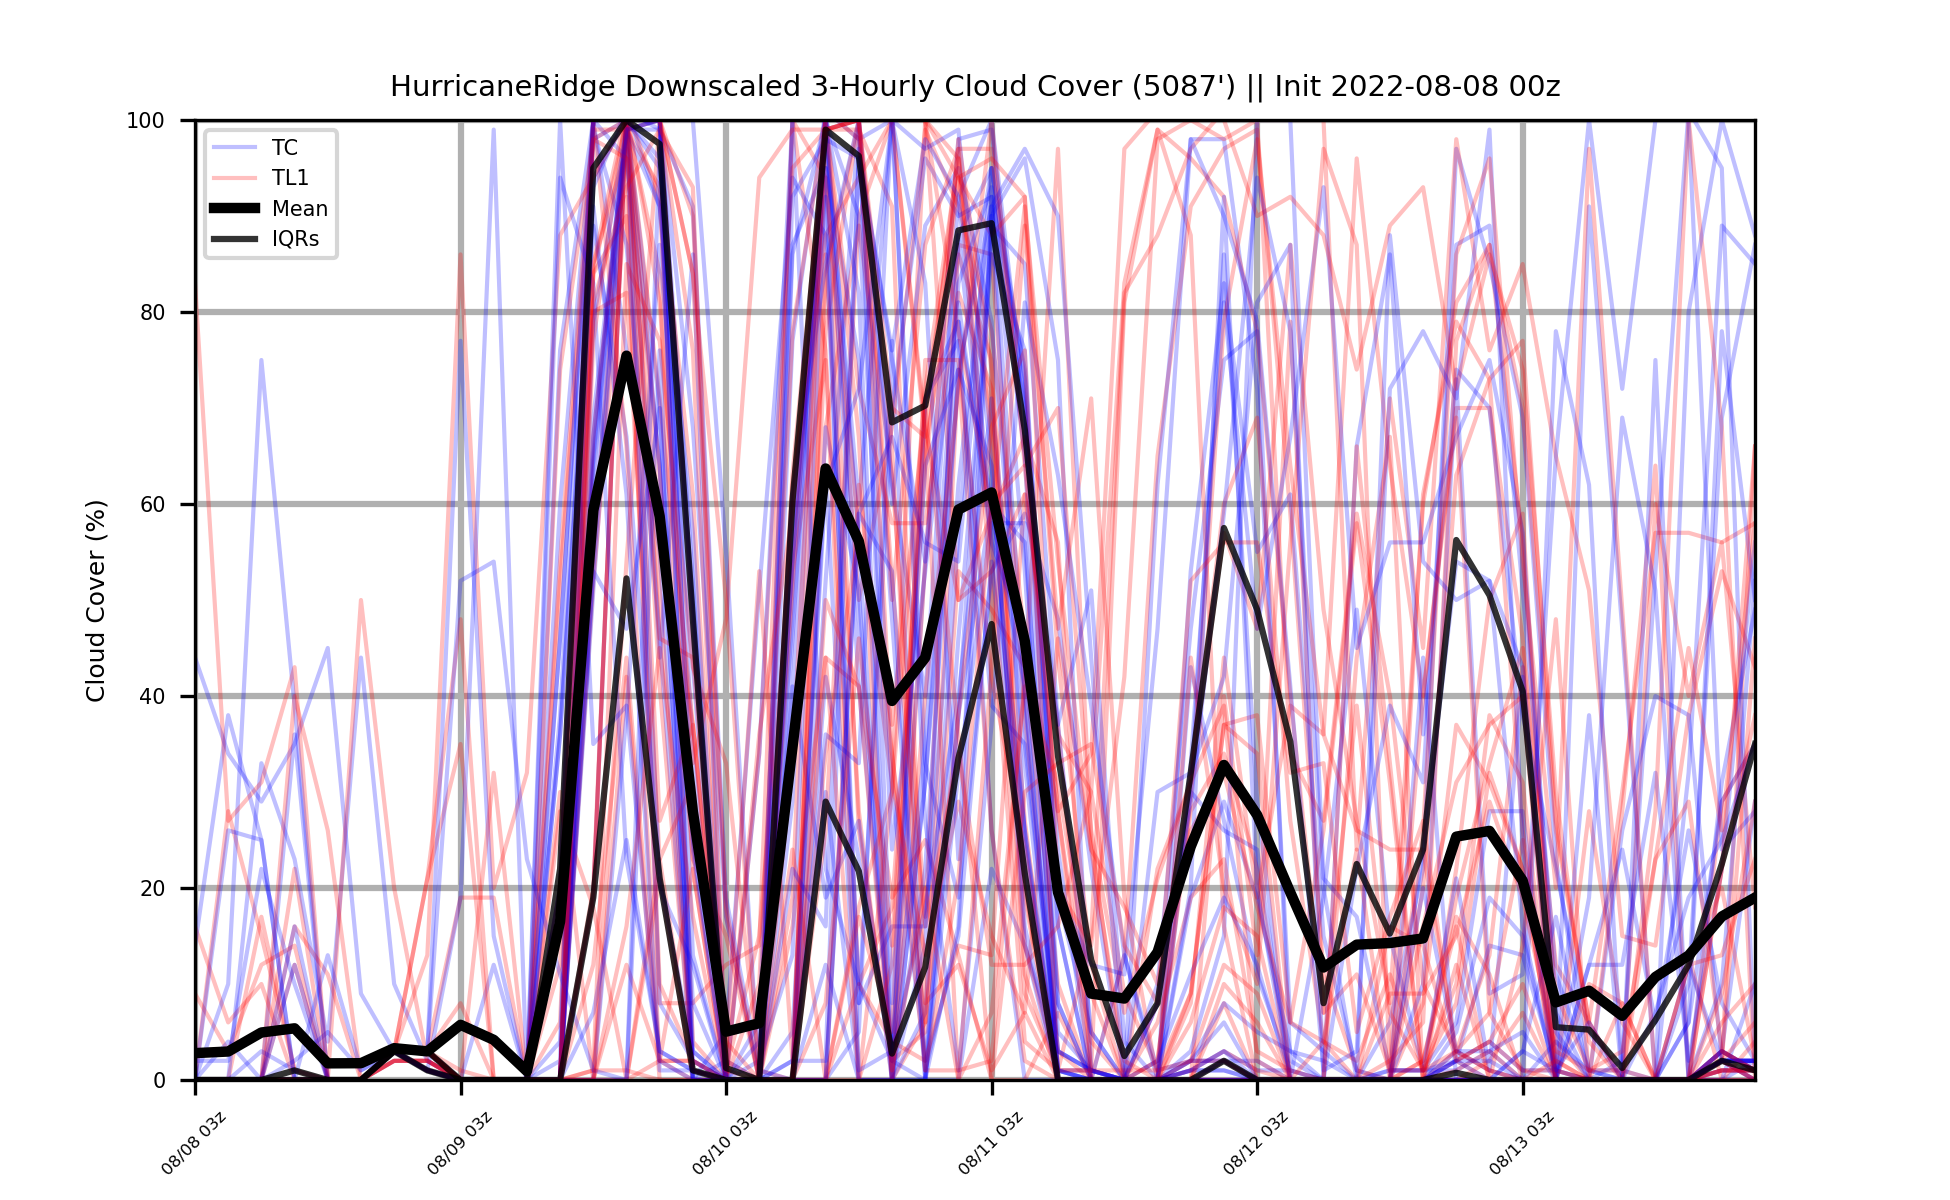 HurricaneRidge Downscaled 3-Hourly Cloud Cover (5087') || Init 2022-08-08 00z
TC
TL1
Mean
IQRs
Cloud Cover (%)
100
80
60
40
20
0
08/08 03z
08/09 03z
08/10 03z
08/11 03z
08/12 03z
08/13 03z